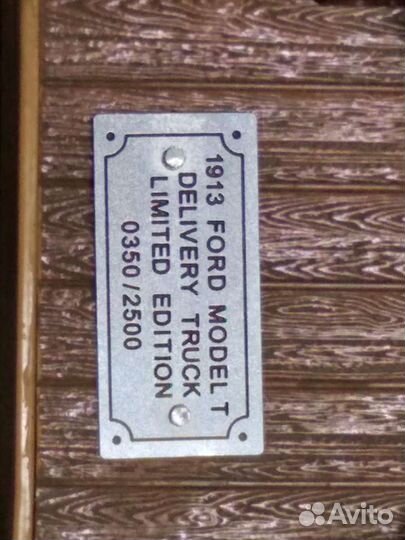 1913 FORD MODEL T
DELIVERY TRUCK
LIMITED EDITION
0350/2500
Avito